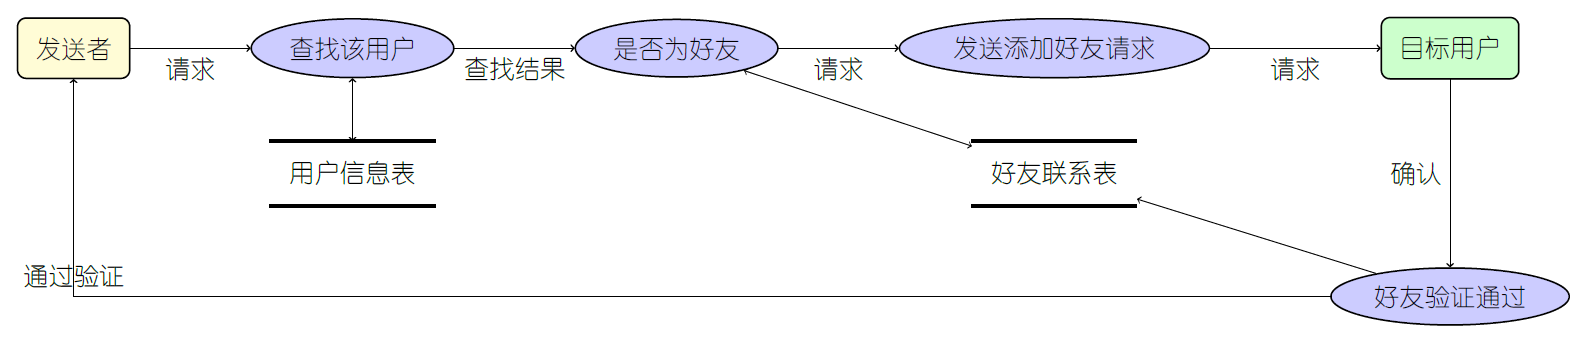 发送者
请求
查找该用户
查找结果
是否为好友
请求
发送添加好友请求
请求
目标用户
用户信息表
好友联系表
确认
通过验证
好友验证通过